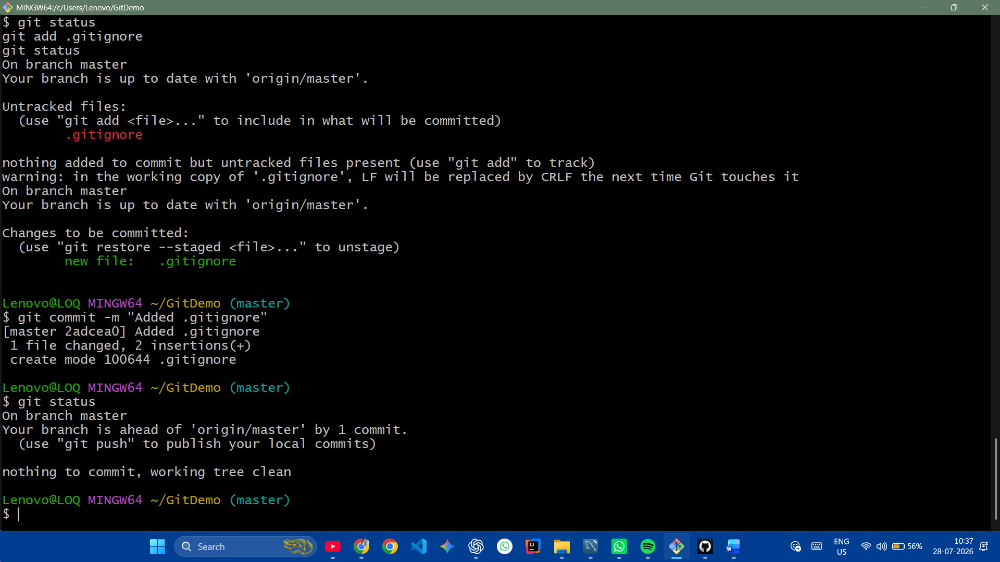 MINGW64:/c/Users/Lenovo/GitDemo
$ git status
git add .gitignore
git status
On branch master
Your branch is up to date with 'origin/master'.
Untracked files:
(use "git add <file>..." to include in what will be committed)
.gitignore
nothing added to commit but untracked files present (use "git add" to track)
warning: in the working copy of '.gitignore', LF will be replaced by CRLF the next time Git touches it
On branch master
Your branch is up to date with 'origin/master'.
Changes to be committed:
(use "git restore --staged <file>..." to unstage)
new file:   .gitignore
Lenovo@LOQ MINGW64 ~/GitDemo (master)
$ git commit -m "Added .gitignore"
[master 2adcea0] Added .gitignore
1 file changed, 2 insertions(+)
create mode 100644 .gitignore
Lenovo@LOQ MINGW64 ~/GitDemo (master)
$ git status
On branch master
Your branch is ahead of 'origin/master' by 1 commit.
(use "git push" to publish your local commits)
nothing to commit, working tree clean
Lenovo@LOQ MINGW64 ~/GitDemo (master)
$
Search
ENG
US
56%
10:37
28-07-2026